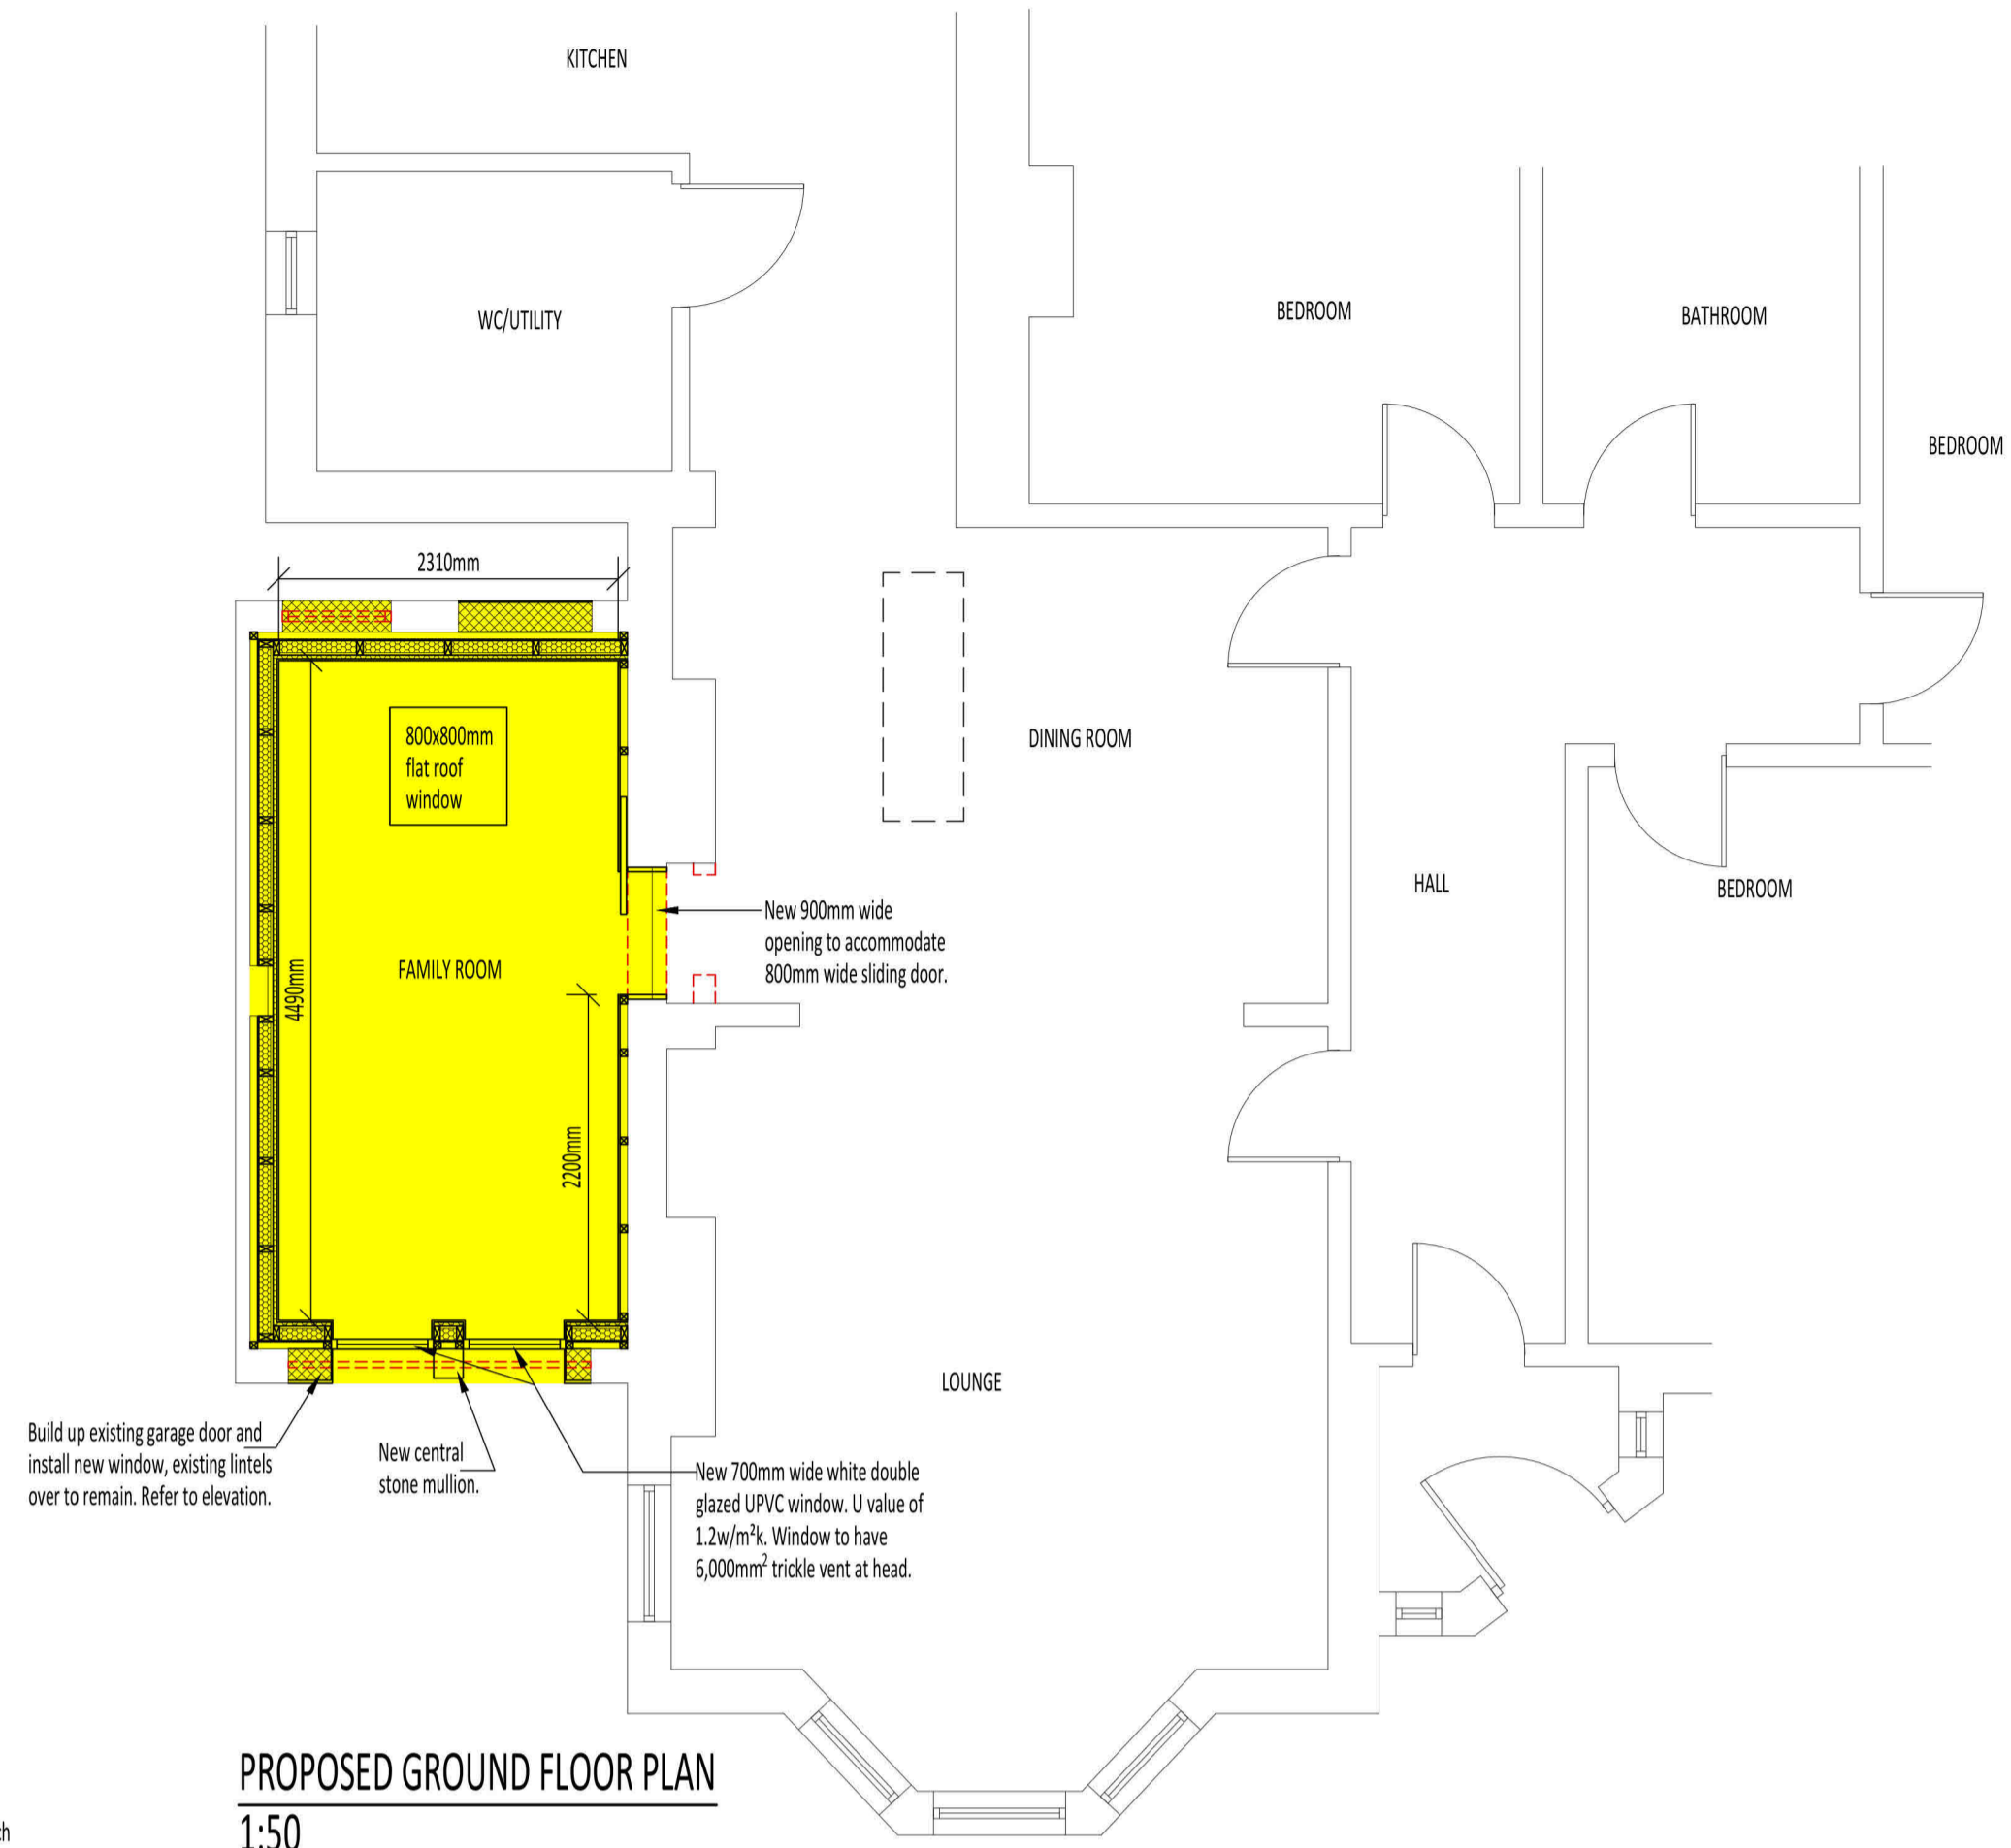 KITCHEN
WC/UTILITY
BEDROOM
BATHROOM
BEDROOM
2310mm
800x800mm
flat roof
window
DINING ROOM
HALL
BEDROOM
New 900mm wide
opening to accommodate
800mm wide sliding door.
FAMILY ROOM
4490mm
2200mm
LOUNGE
Build up existing garage door and
install new window, existing lintels
over to remain. Refer to elevation.
New central
stone mullion.
New 700mm wide white double
glazed UPVC window. U value of
1.2w/m²k. Window to have
6,000mm² trickle vent at head.
PROPOSED GROUND FLOOR PLAN
1:50